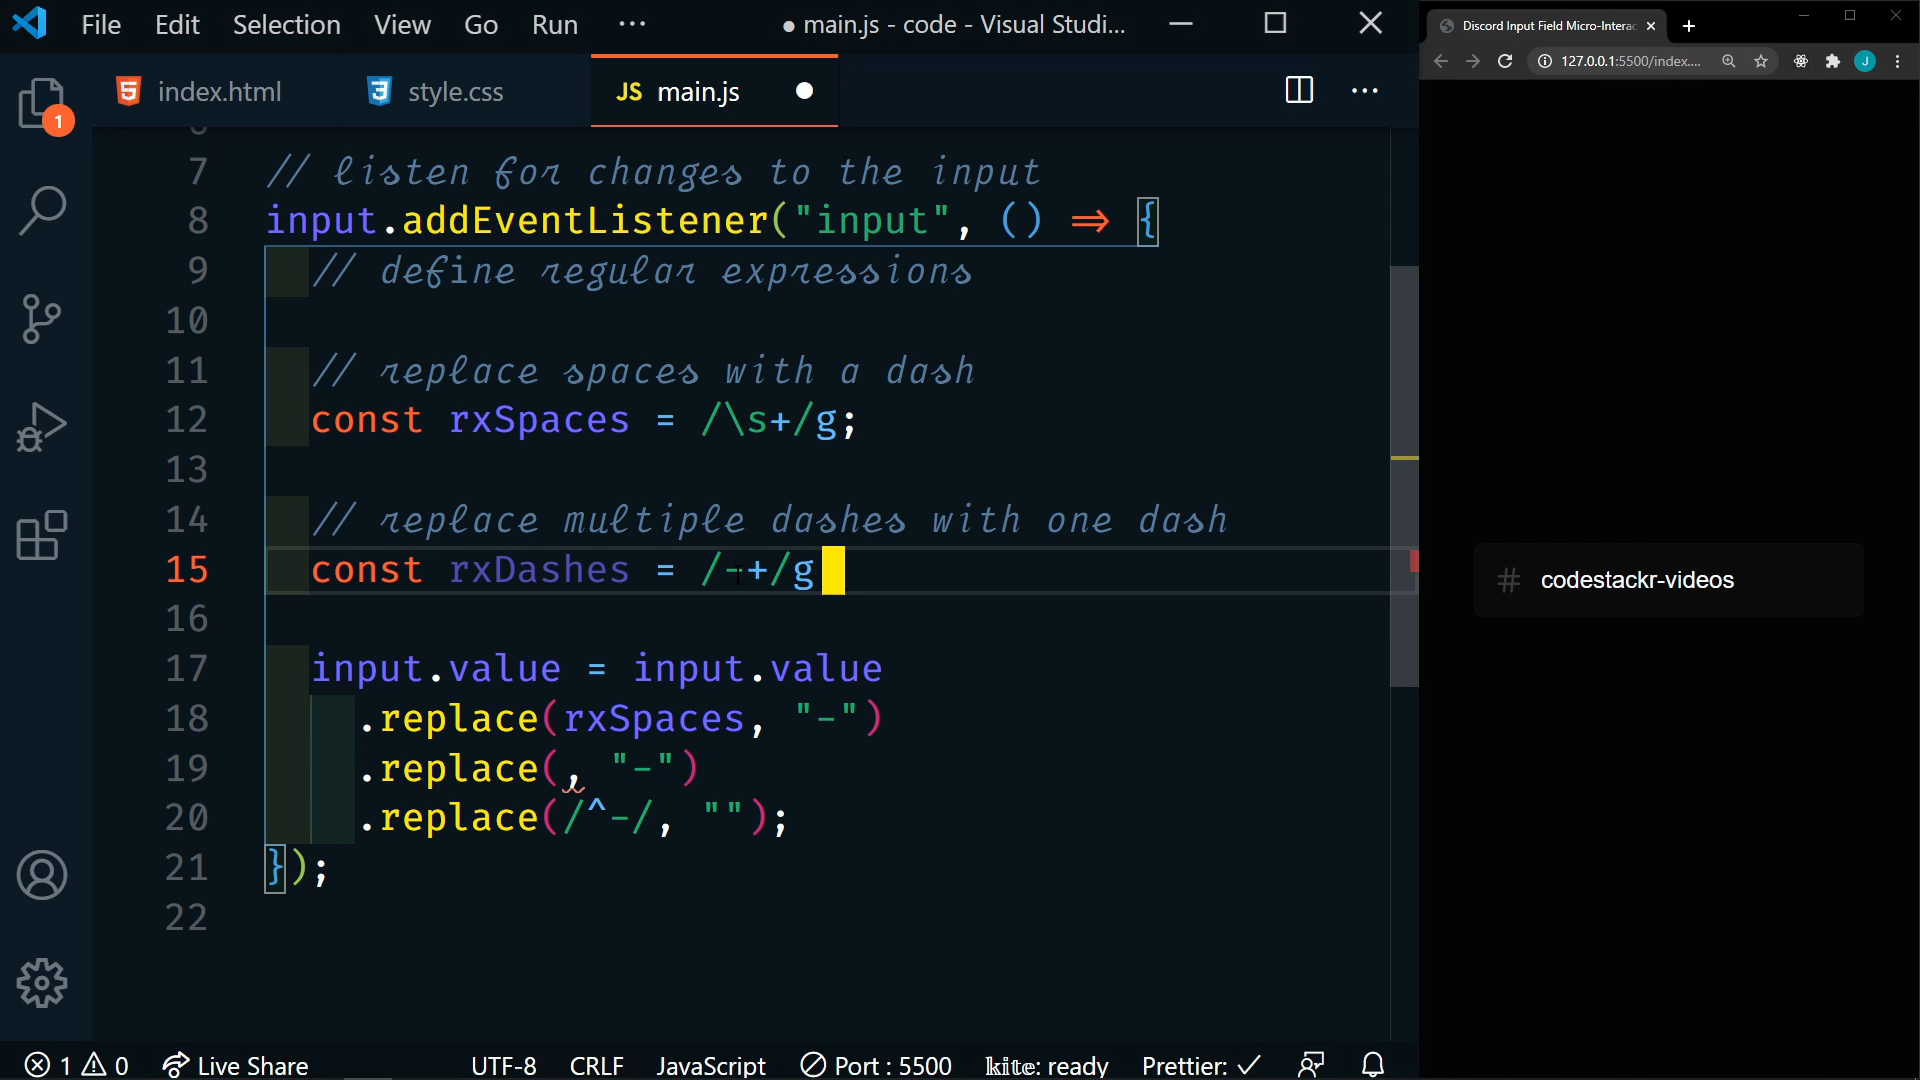 File Edit Selection View Go Run ··· ● main.js - code - Visual Studi...
index.html style.css JS main.js
1
7 // listen for changes to the input
8 input.addEventListener("input", () => {
9 // define regular expressions
10
11 // replace spaces with a dash
12 const rxSpaces = /\s+/g;
13
14 // replace multiple dashes with one dash
15 const rxDashes = /-+/g
16
17 input.value = input.value
18 .replace(rxSpaces, "-")
19 .replace(, "-")
20 .replace(/^-/, "");
21 });
22
1 0 Live Share UTF-8 CRLF JavaScript Port : 5500 kite: ready Prettier: ✓
Discord Input Field Micro-Interac
127.0.0.1:5500/index....
J
# codestackr-videos